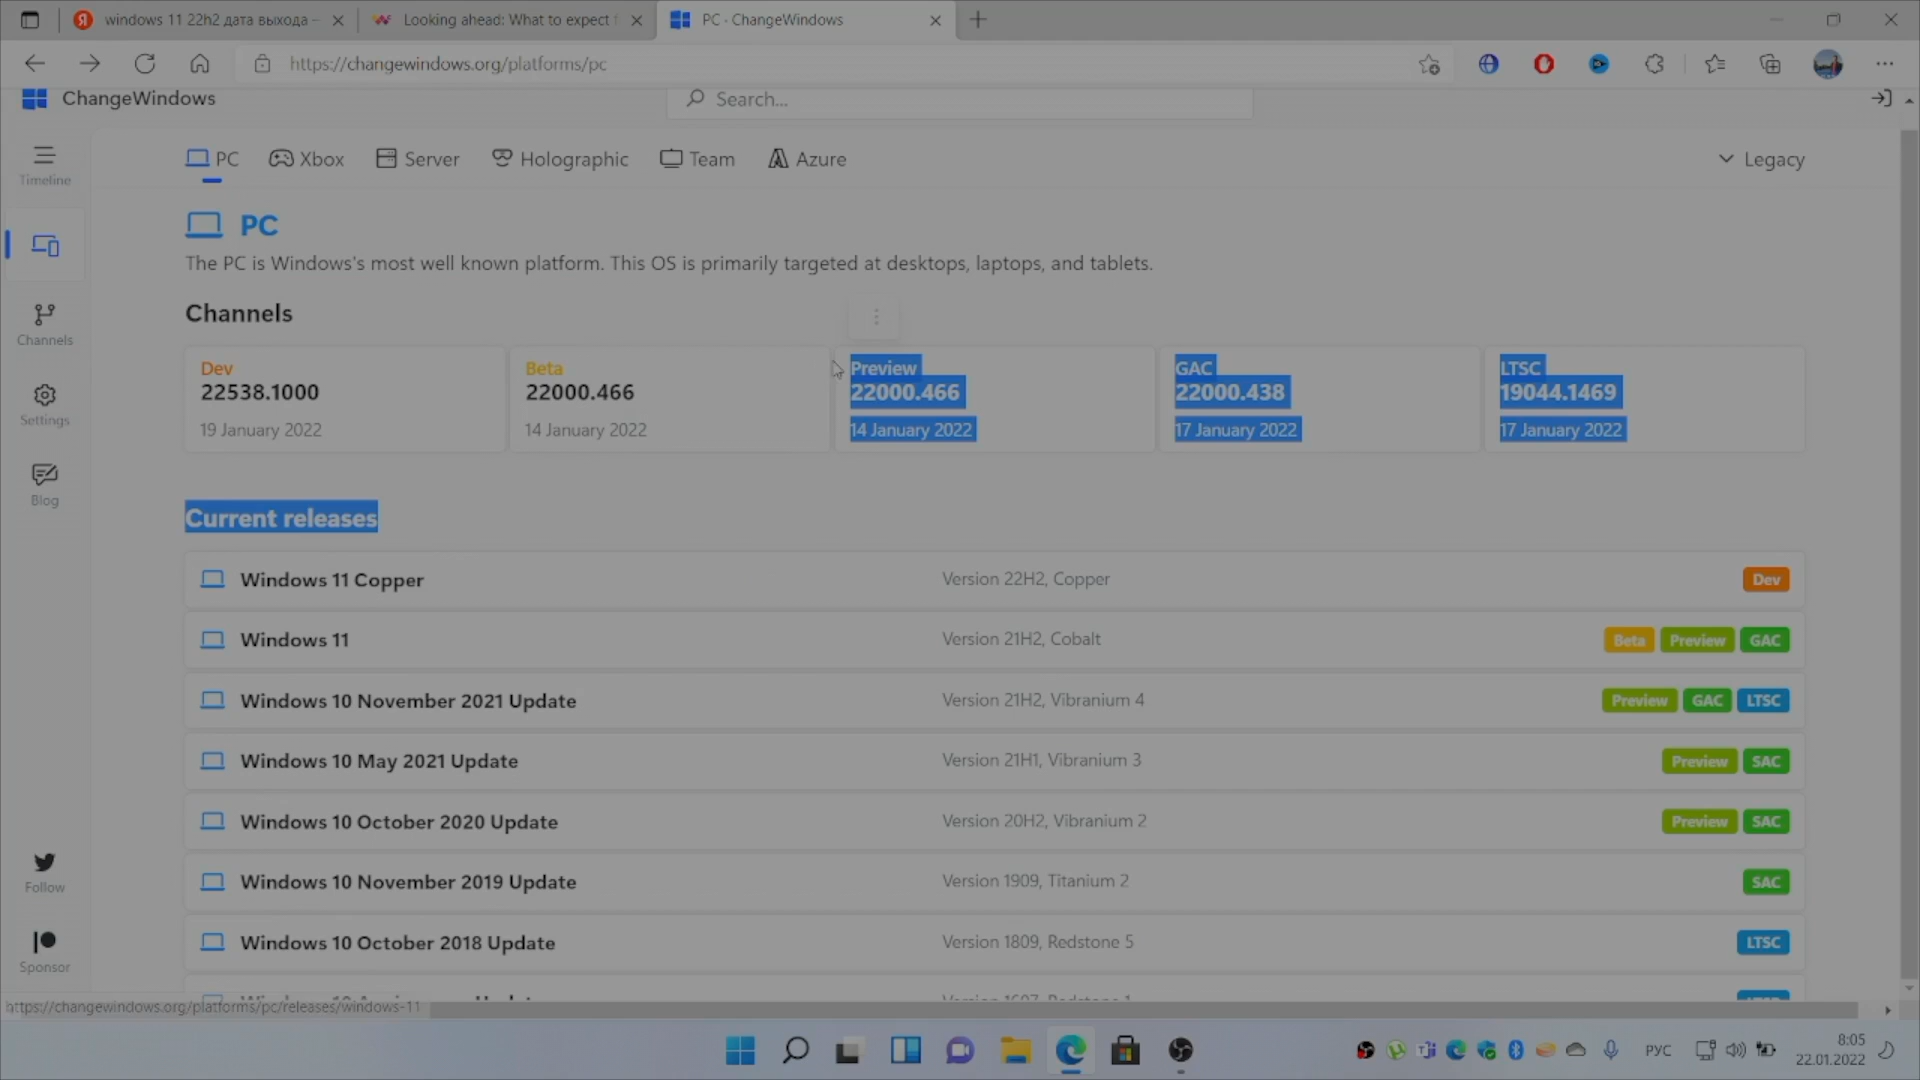 windows 11 22h2 дата выхода –
Looking ahead: What to expect f
PC · ChangeWindows
https://changewindows.org/platforms/pc
ChangeWindows
Search...
Timeline
Channels
Settings
Blog
Follow
Sponsor
PC
Xbox
Server
Holographic
Team
Azure
Legacy
PC
The PC is Windows's most well known platform. This OS is primarily targeted at desktops, laptops, and tablets.
Channels
Dev
22538.1000
19 January 2022
Beta
22000.466
14 January 2022
Preview
22000.466
14 January 2022
GAC
22000.438
17 January 2022
LTSC
19044.1469
17 January 2022
Current releases
Windows 11 Copper Version 22H2, Copper Dev
Windows 11 Version 21H2, Cobalt Beta Preview GAC
Windows 10 November 2021 Update Version 21H2, Vibranium 4 Preview GAC LTSC
Windows 10 May 2021 Update Version 21H1, Vibranium 3 Preview SAC
Windows 10 October 2020 Update Version 20H2, Vibranium 2 Preview SAC
Windows 10 November 2019 Update Version 1909, Titanium 2 SAC
Windows 10 October 2018 Update Version 1809, Redstone 5 LTSC
https://changewindows.org/platforms/pc/releases/windows-11
РУС
8:05
22.01.2022